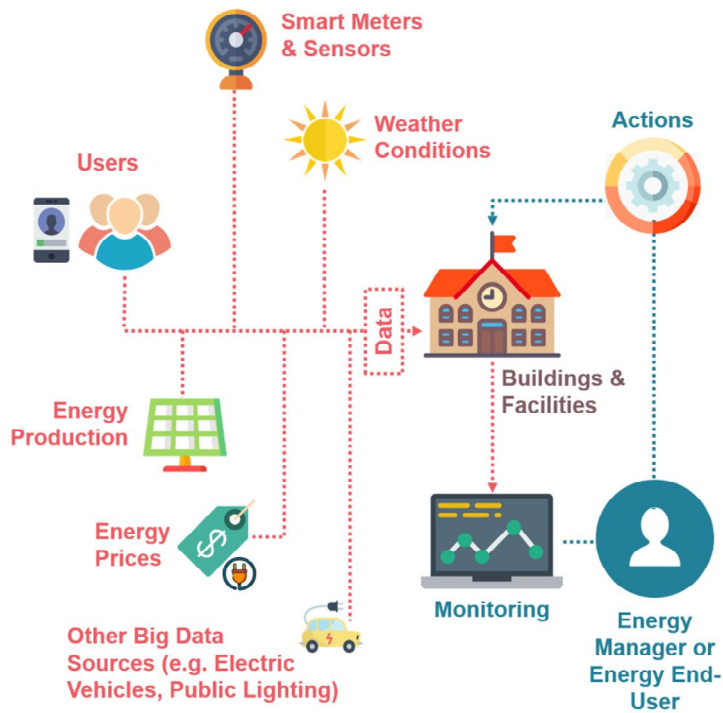 Smart Meters
& Sensors
Weather
Conditions
Actions
Users
Data
Buildings &
Facilities
Energy
Production
Energy
Prices
$
Monitoring
Other Big Data
Sources (e.g. Electric
Vehicles, Public Lighting)
Energy
Manager or
Energy End-
User